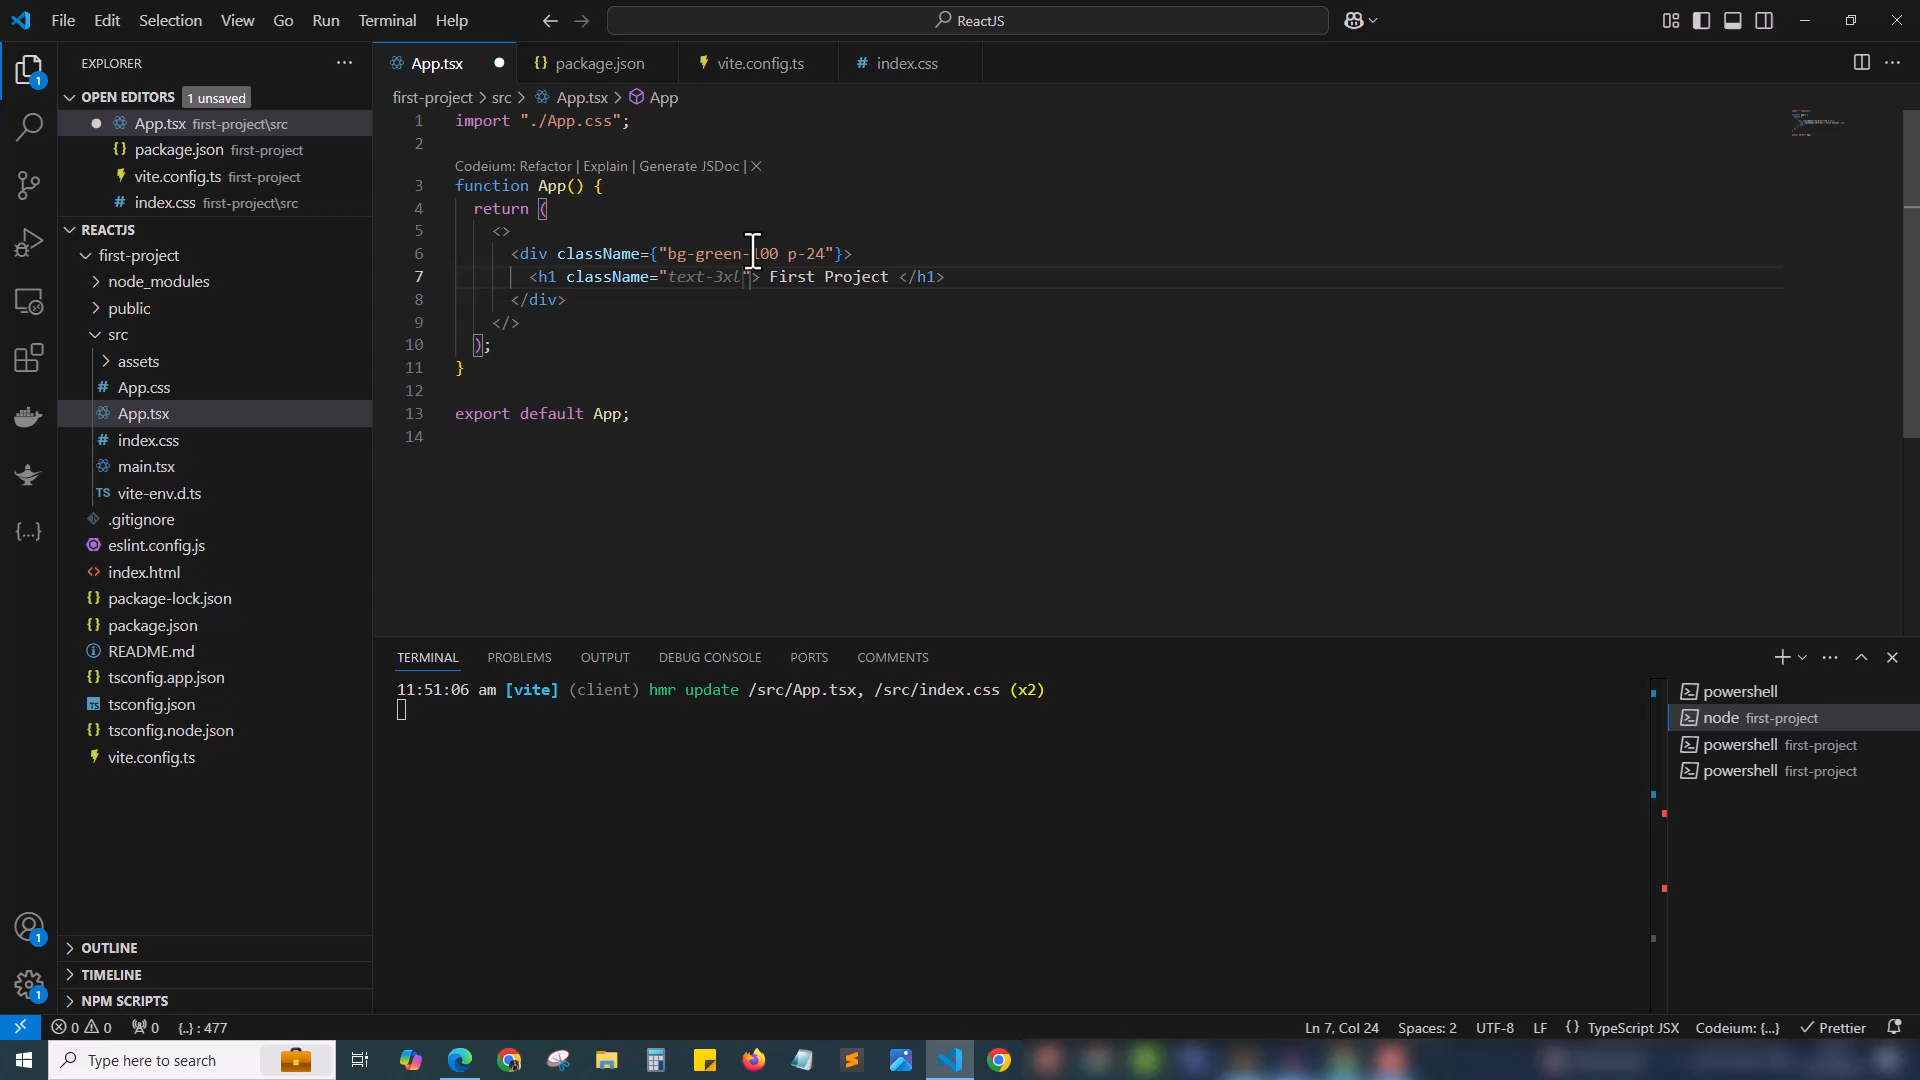 File Edit Selection View Go Run Terminal Help
ReactJS
EXPLORER
OPEN EDITORS 1 unsaved
App.tsx first-project\src
package.json first-project
vite.config.ts first-project
index.css first-project\src
REACTJS
first-project
node_modules
public
src
assets
App.css
App.tsx
index.css
main.tsx
TS vite-env.d.ts
.gitignore
eslint.config.js
index.html
package-lock.json
package.json
README.md
tsconfig.app.json
tsconfig.json
tsconfig.node.json
vite.config.ts
OUTLINE
TIMELINE
NPM SCRIPTS
App.tsx package.json vite.config.ts index.css
first-project > src > App.tsx > App
1 import "./App.css";
2
Codeium: Refactor | Explain | Generate JSDoc | ×
3 function App() {
4 return (
5 <>
6 <div className={"bg-green-100 p-24"}>
7 <h1 className="text-3xl"> First Project </h1>
8 </div>
9 </>
10 );
11 }
12
13 export default App;
14
TERMINAL PROBLEMS OUTPUT DEBUG CONSOLE PORTS COMMENTS
11:51:06 am [vite] (client) hmr update /src/App.tsx, /src/index.css (x2)
powershell
node first-project
powershell first-project
powershell first-project
1
1
1
0 0 0 {..} : 477 Ln 7, Col 24 Spaces: 2 UTF-8 LF {} TypeScript JSX Codeium: {...} Prettier
Type here to search